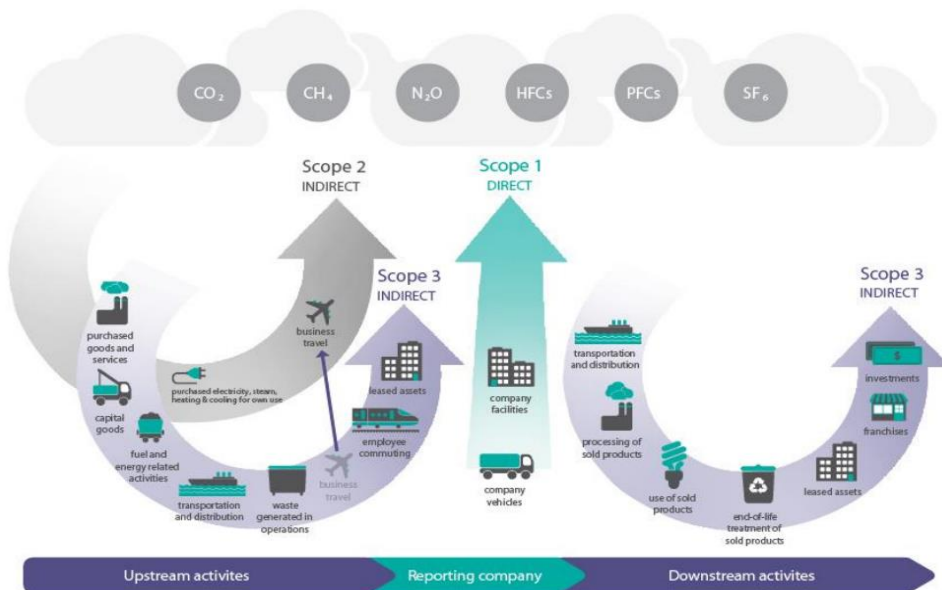 CO₂
CH₄
N₂O
HFCs
PFCs
SF₆
Scope 2
INDIRECT
Scope 1
DIRECT
Scope 3
INDIRECT
Scope 3
INDIRECT
purchased
goods and
services
capital
goods
fuel and
energy related
activities
transportation
and distribution
waste
generated in
operations
purchased electricity, steam,
heating & cooling for own use
business
travel
business
travel
employee
commuting
leased assets
company
facilities
company
vehicles
transportation
and distribution
processing of
sold products
use of sold
products
end-of-life
treatment of
sold products
leased assets
franchises
$
investments
Upstream activites
Reporting company
Downstream activites